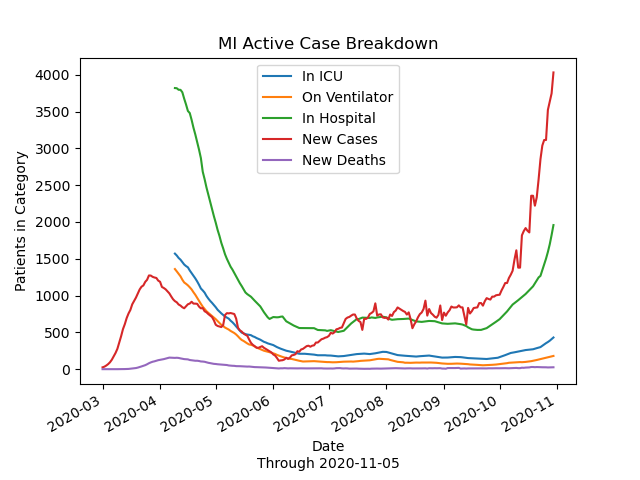 MI Active Case Breakdown
In ICU
On Ventilator
In Hospital
New Cases
New Deaths
Patients in Category
4000
3500
3000
2500
2000
1500
1000
500
0
2020-03
2020-04
2020-05
2020-06
2020-07
2020-08
2020-09
2020-10
2020-11
Date
Through 2020-11-05